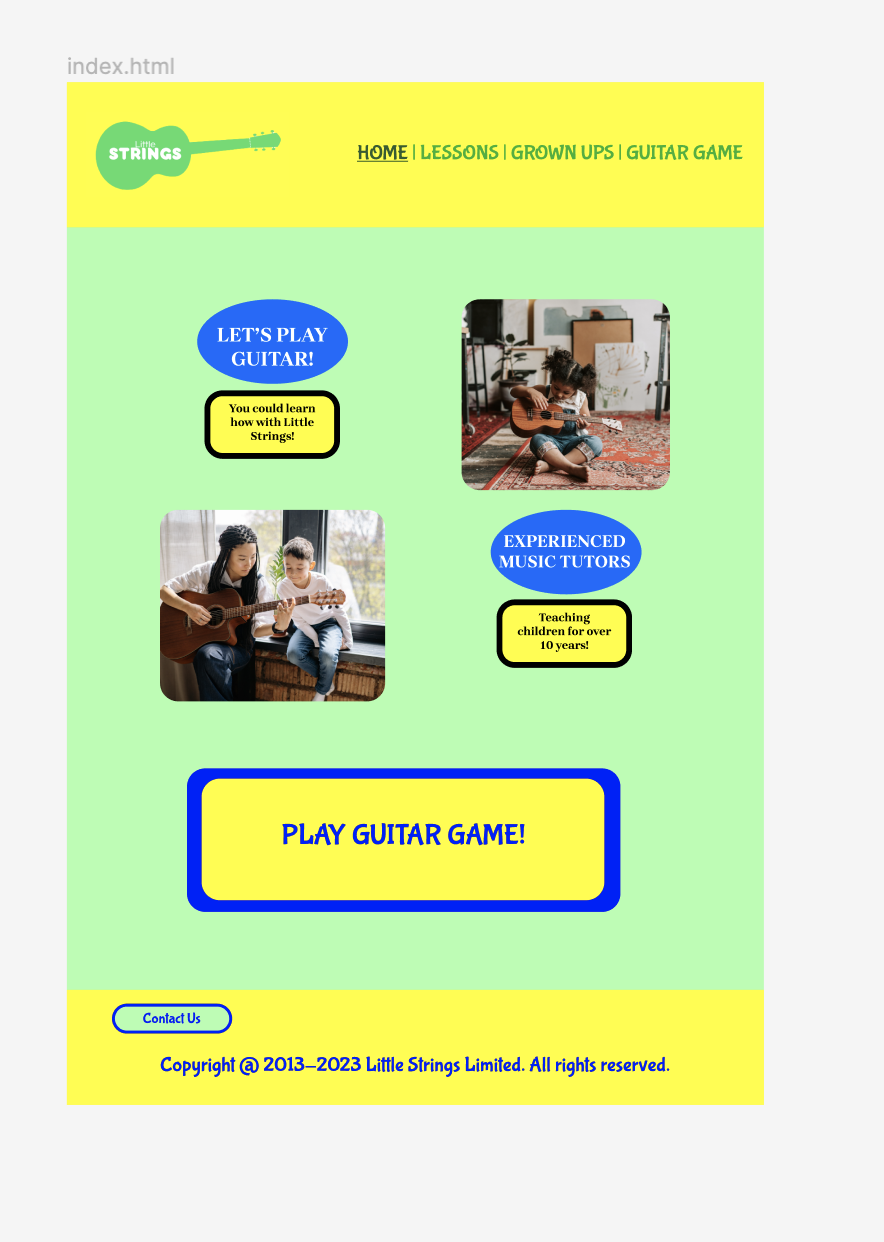 index.html
Little
STRINGS
HOME | LESSONS | GROWN UPS | GUITAR GAME
LET’S PLAY
GUITAR!
You could learn
how with Little
Strings!
EXPERIENCED
MUSIC TUTORS
Teaching
children for over
10 years!
PLAY GUITAR GAME!
Contact Us
Copyright @ 2013–2023 Little Strings Limited. All rights reserved.